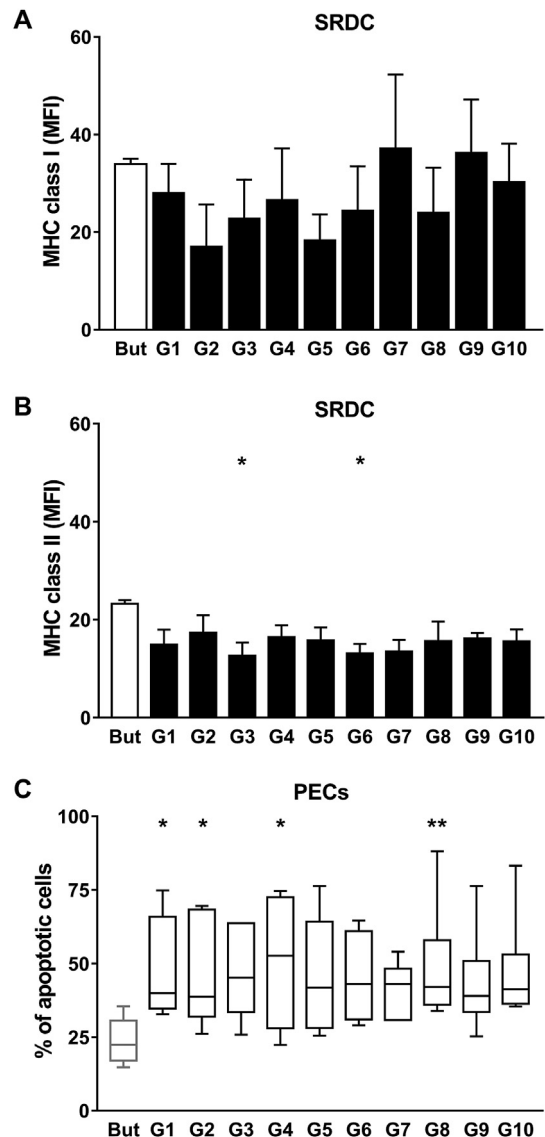 A
SRDC
60
40
20
0
MHC class I (MFI)
But G1 G2 G3 G4 G5 G6 G7 G8 G9 G10
B
SRDC
60
* *
40
20
0
MHC class II (MFI)
But G1 G2 G3 G4 G5 G6 G7 G8 G9 G10
C
PECs
100
* * * **
75
50
25
0
% of apoptotic cells
But G1 G2 G3 G4 G5 G6 G7 G8 G9 G10